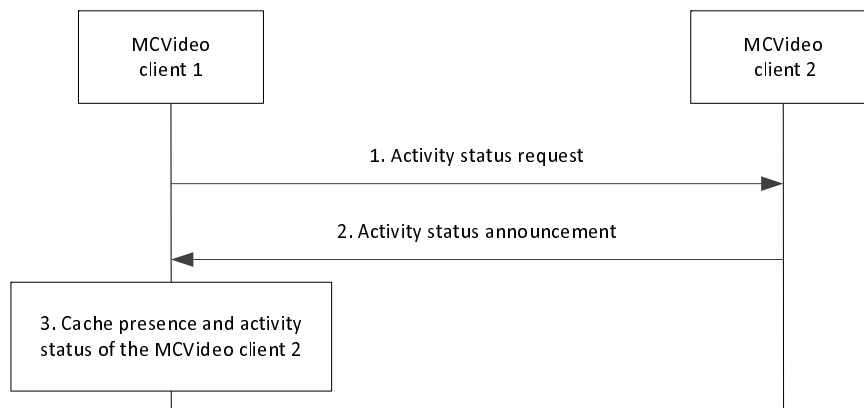 MCVideo
client 1
MCVideo
client 2
1. Activity status request
2. Activity status announcement
3. Cache presence and activity
status of the MCVideo client 2